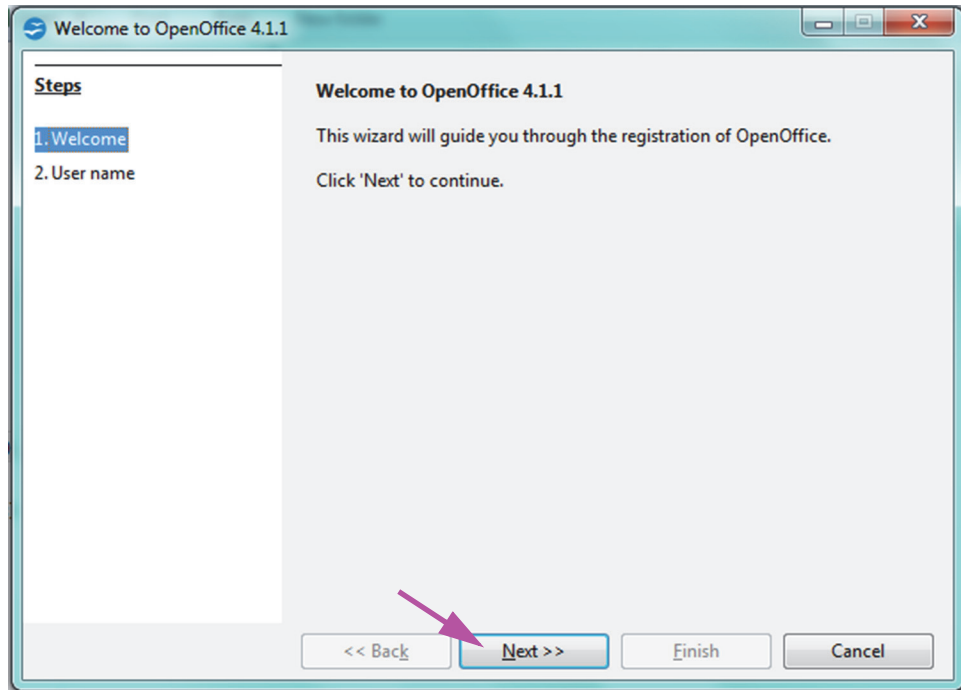 Welcome to OpenOffice 4.1.1
Steps
1. Welcome
2. User name
Welcome to OpenOffice 4.1.1
This wizard will guide you through the registration of OpenOffice.
Click 'Next' to continue.
<< Back
Next >>
Finish
Cancel